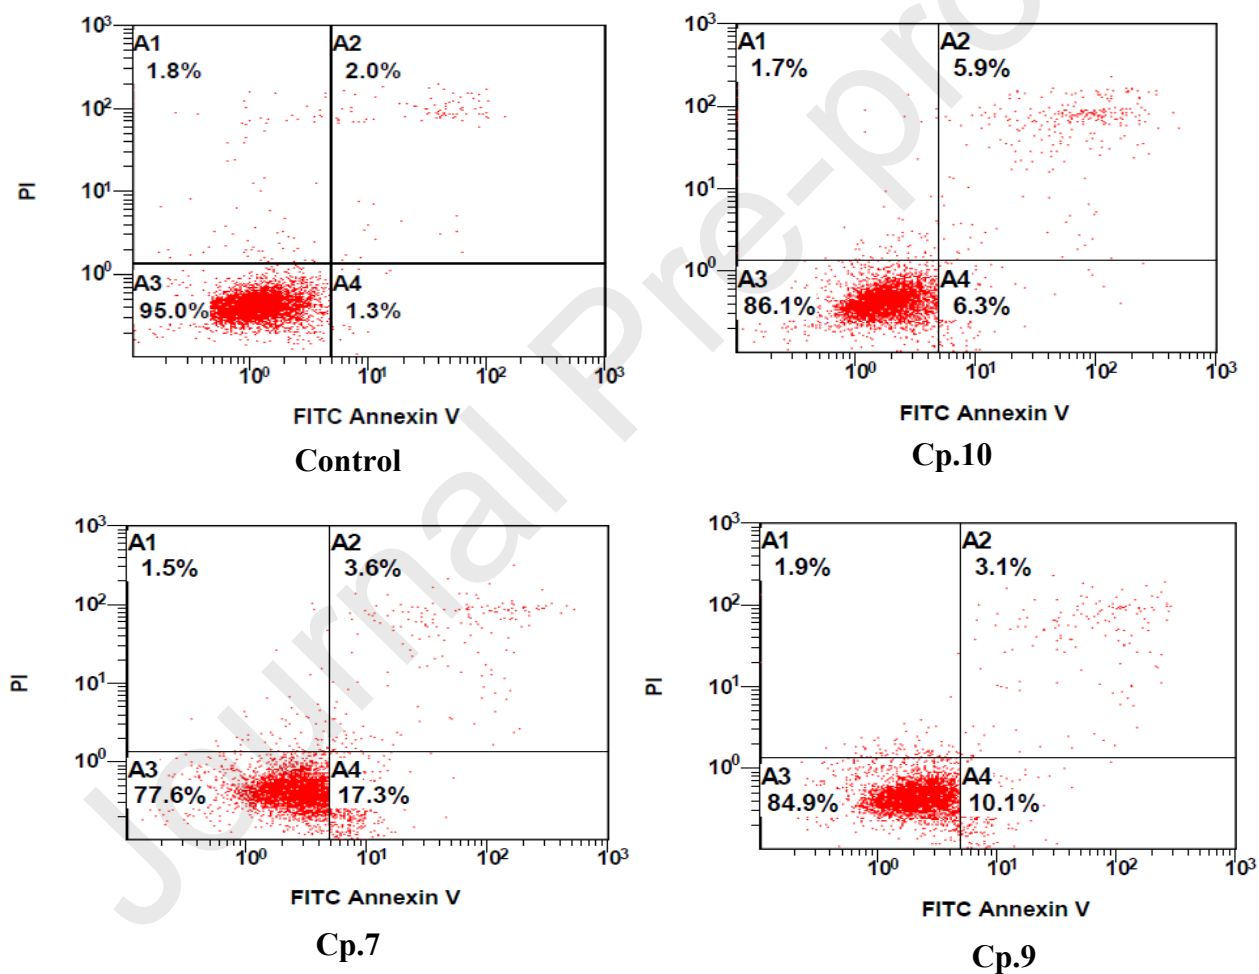 10³
A1
1.8%
A2
2.0%
10²
PI
10¹
10⁰
A3
95.0%
A4
1.3%
10⁰
10¹
10²
10³
FITC Annexin V
Control
10³
A1
1.7%
A2
5.9%
10²
10¹
10⁰
A3
86.1%
A4
6.3%
10⁰
10¹
10²
10³
FITC Annexin V
Cp.10
10³
A1
1.5%
A2
3.6%
10²
PI
10¹
10⁰
A3
77.6%
A4
17.3%
10⁰
10¹
10²
10³
FITC Annexin V
Cp.7
10³
A1
1.9%
A2
3.1%
10²
PI
10¹
10⁰
A3
84.9%
A4
10.1%
10⁰
10¹
10²
10³
FITC Annexin V
Cp.9
Journal Pre-pro